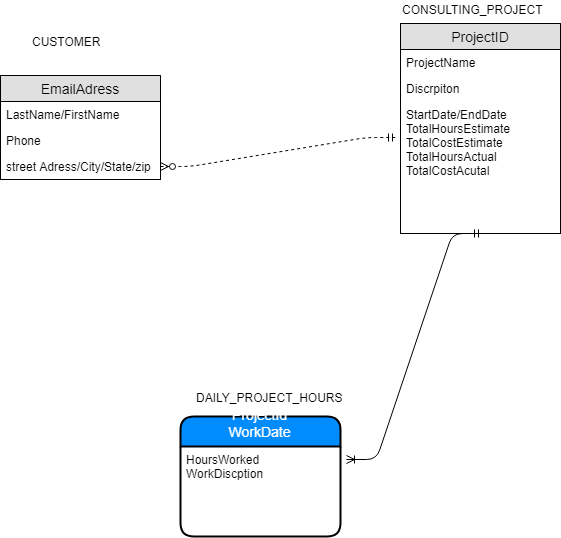 CONSULTING_PROJECT
ProjectID
ProjectName
Discrpiton
StartDate/EndDate
TotalHoursEstimate
TotalCostEstimate
TotalHoursActual
TotalCostAcutal
CUSTOMER
EmailAdress
LastName/FirstName
Phone
street Adress/City/State/zip
DAILY_PROJECT_HOURS
ProjectId
WorkDate
HoursWorked
WorkDiscption